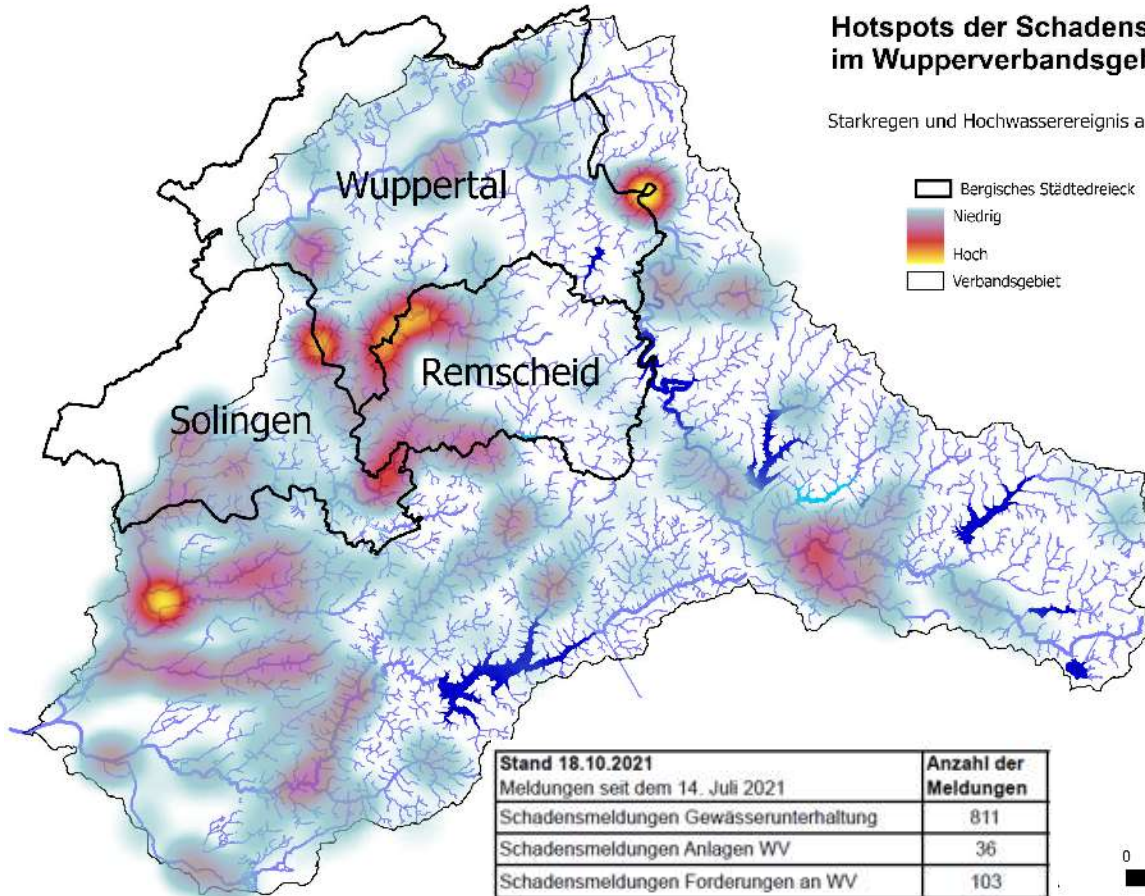 Hotspots der Schadens
im Wupperverbandsgeb
Starkregen und Hochwasserereignis a
Bergisches Städtedreieck
Niedrig
Hoch
Verbandsgebiet
Wuppertal
Remscheid
Solingen
Stand 18.10.2021
Meldungen seit dem 14. Juli 2021
Anzahl der
Meldungen
Schadensmeldungen Gewässerunterhaltung 811
Schadensmeldungen Anlagen WV 36
Schadensmeldungen Forderungen an WV 103
0